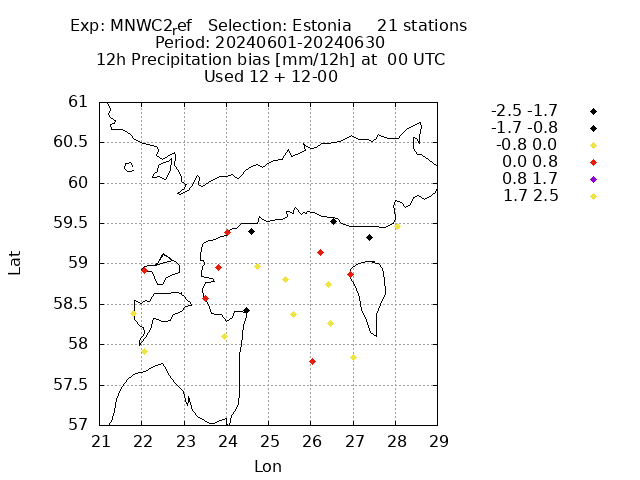 Exp: MNWC2ref Selection: Estonia 21 stations
Period: 20240601-20240630
12h Precipitation bias [mm/12h] at 00 UTC
Used 12 + 12-00
-2.5 -1.7
-1.7 -0.8
-0.8 0.0
0.0 0.8
0.8 1.7
1.7 2.5
61
60.5
60
59.5
59
58.5
58
57.5
57
Lat
21 22 23 24 25 26 27 28 29
Lon